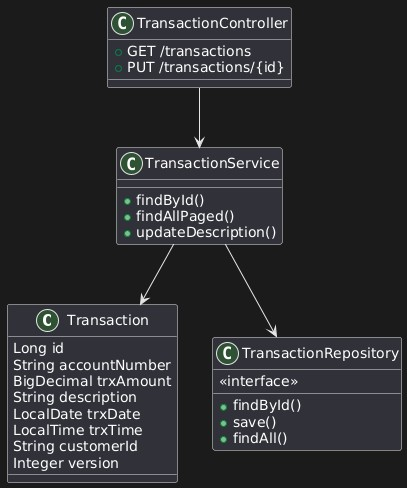 C TransactionController
GET /transactions
PUT /transactions/{id}
C TransactionService
findById()
findAllPaged()
updateDescription()
C Transaction
Long id
String accountNumber
BigDecimal trxAmount
String description
LocalDate trxDate
LocalTime trxTime
String customerId
Integer version
C TransactionRepository
«interface»
findById()
save()
findAll()